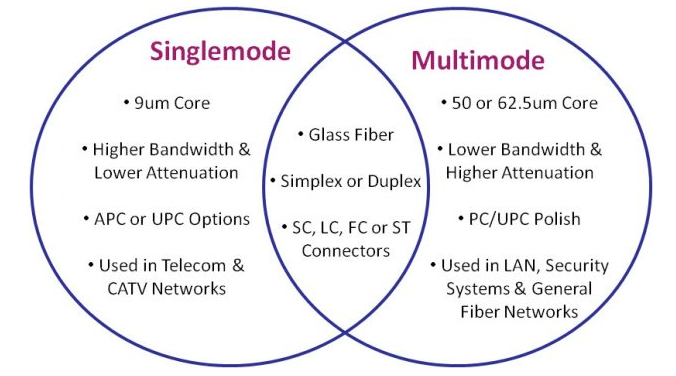 Singlemode
• 9um Core
• Higher Bandwidth &
Lower Attenuation
• APC or UPC Options
• Used in Telecom &
CATV Networks
• Glass Fiber
• Simplex or Duplex
• SC, LC, FC or ST
Connectors
Multimode
• 50 or 62.5um Core
• Lower Bandwidth &
Higher Attenuation
• PC/UPC Polish
• Used in LAN, Security
Systems & General
Fiber Networks